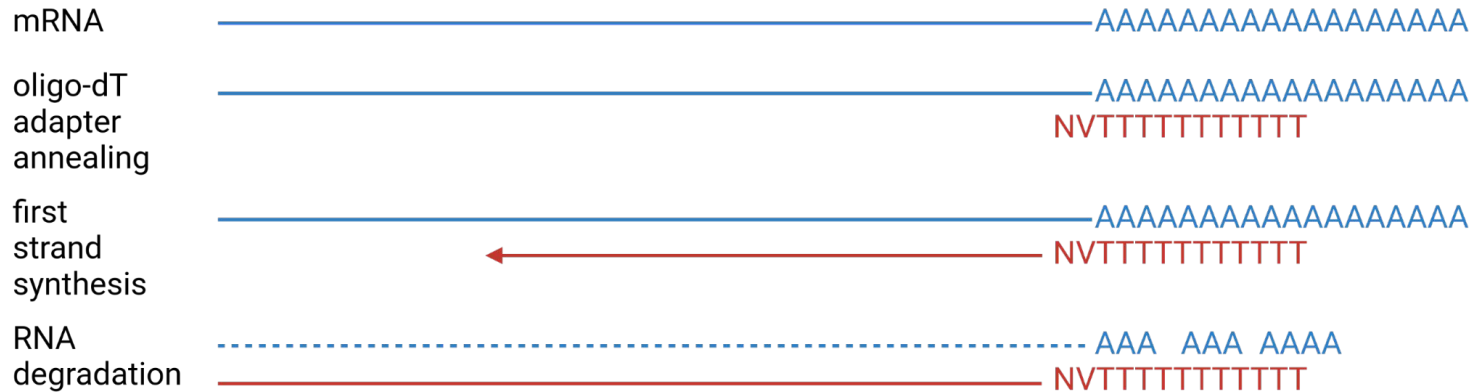 mRNA AAAAAAAAAAAAAAAAAA
oligo-dT AAAAAAAAAAAAAAAAAA
adapter NVTTTTTTTTTTT
annealing
first AAAAAAAAAAAAAAAAAA
strand NVTTTTTTTTTTT
synthesis
RNA AAA AAA AAAA
degradation NVTTTTTTTTTTT